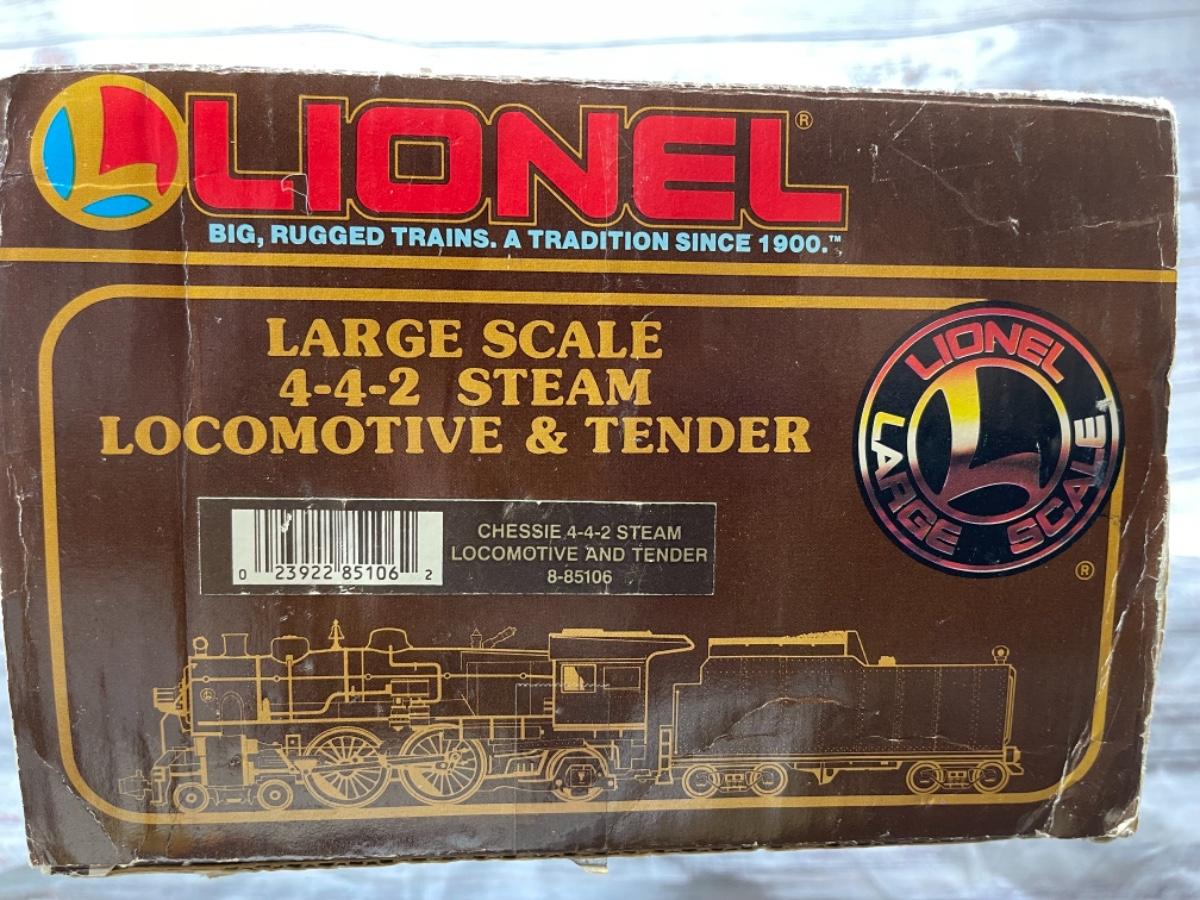 LIONEL®
BIG, RUGGED TRAINS. A TRADITION SINCE 1900.™
LARGE SCALE
4-4-2 STEAM
LOCOMOTIVE & TENDER
LIONEL
LARGE SCALE
®
CHESSIE 4-4-2 STEAM
LOCOMOTIVE AND TENDER
8-85106
0 23922 85106 2